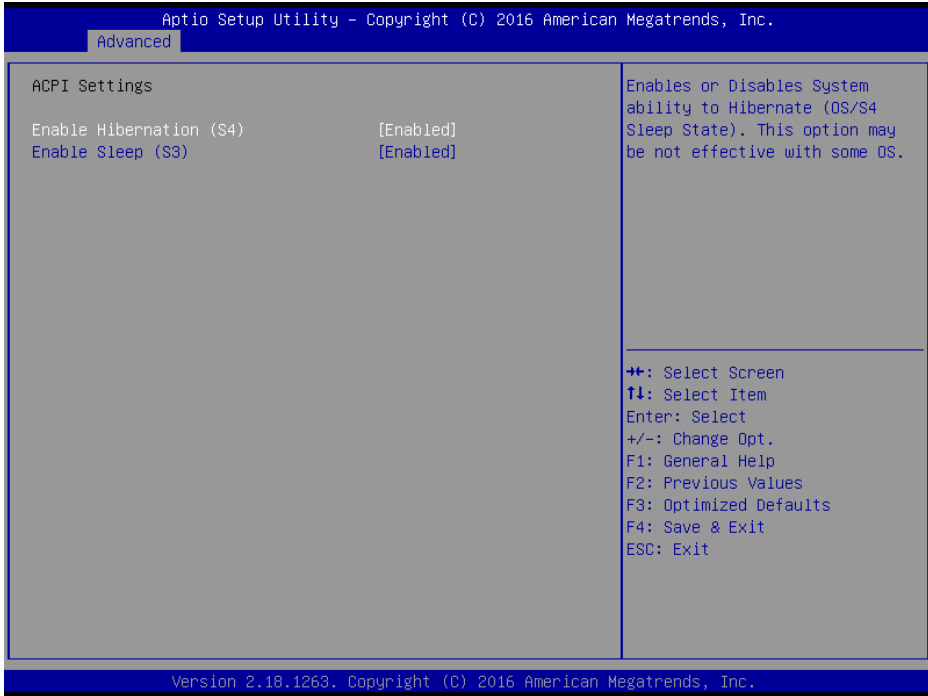 Aptio Setup Utility – Copyright (C) 2016 American Megatrends, Inc.
Advanced
ACPI Settings
Enable Hibernation (S4) [Enabled]
Enable Sleep (S3) [Enabled]
Enables or Disables System
ability to Hibernate (OS/S4
Sleep State). This option may
be not effective with some OS.
→←: Select Screen
↑↓: Select Item
Enter: Select
+/-: Change Opt.
F1: General Help
F2: Previous Values
F3: Optimized Defaults
F4: Save & Exit
ESC: Exit
Version 2.18.1263. Copyright (C) 2016 American Megatrends, Inc.